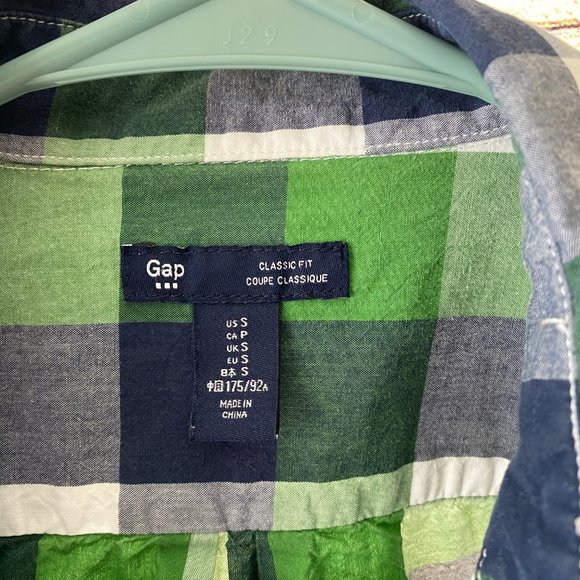 J29
Gap
CLASSIC FIT
COUPE CLASSIQUE
US S
CA P
UK S
EU S
日本 S
中国 175/92A
MADE IN
CHINA